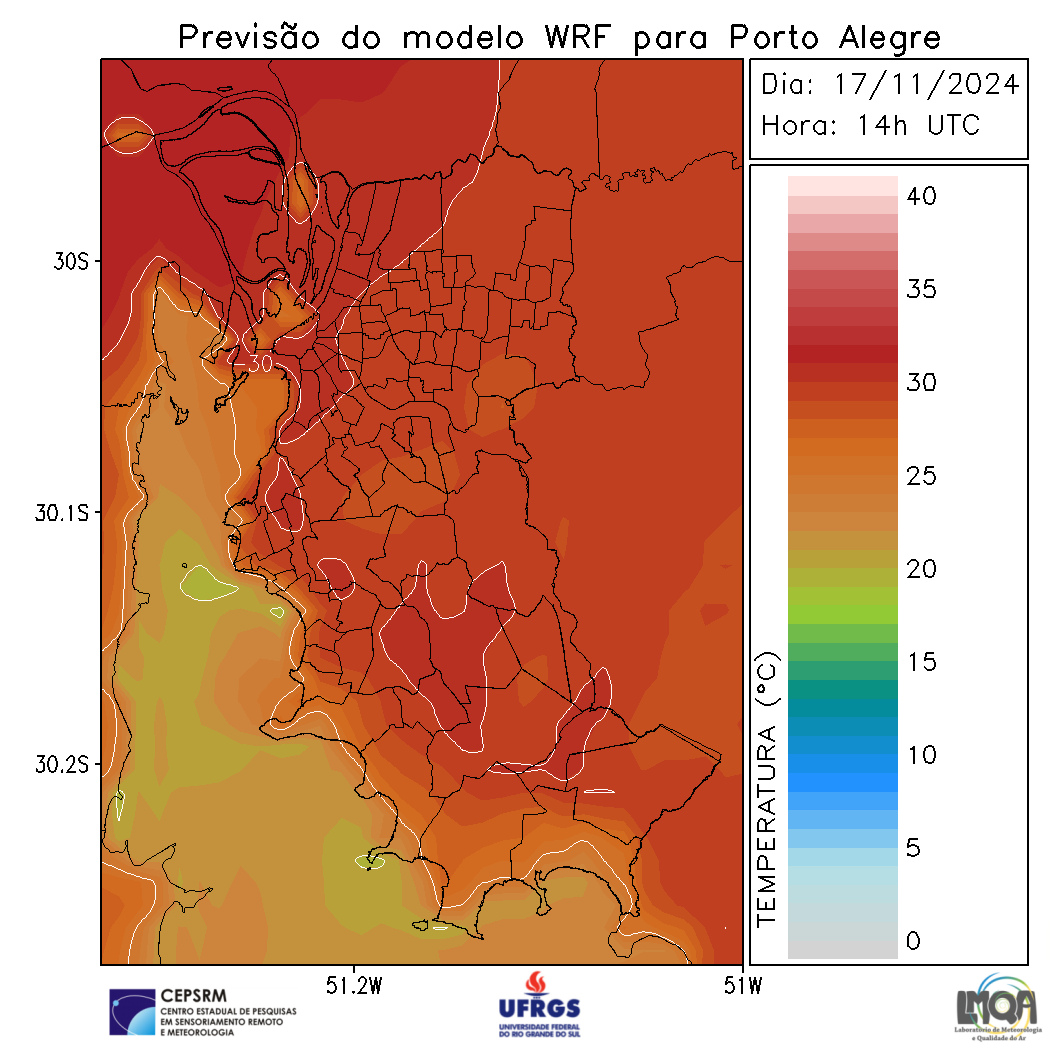 Previsão do modelo WRF para Porto Alegre
Dia: 17/11/2024
Hora: 14h UTC
30S
30.1S
30.2S
51.2W
51W
30
TEMPERATURA (°C)
40
35
30
25
20
15
10
5
0
CEPSRM
CENTRO ESTADUAL DE PESQUISAS
EM SENSORIAMENTO REMOTO
E METEOROLOGIA
UFRGS
UNIVERSIDADE FEDERAL
DO RIO GRANDE DO SUL
LMQA
Laboratório de Meteorologia
e Qualidade do Ar